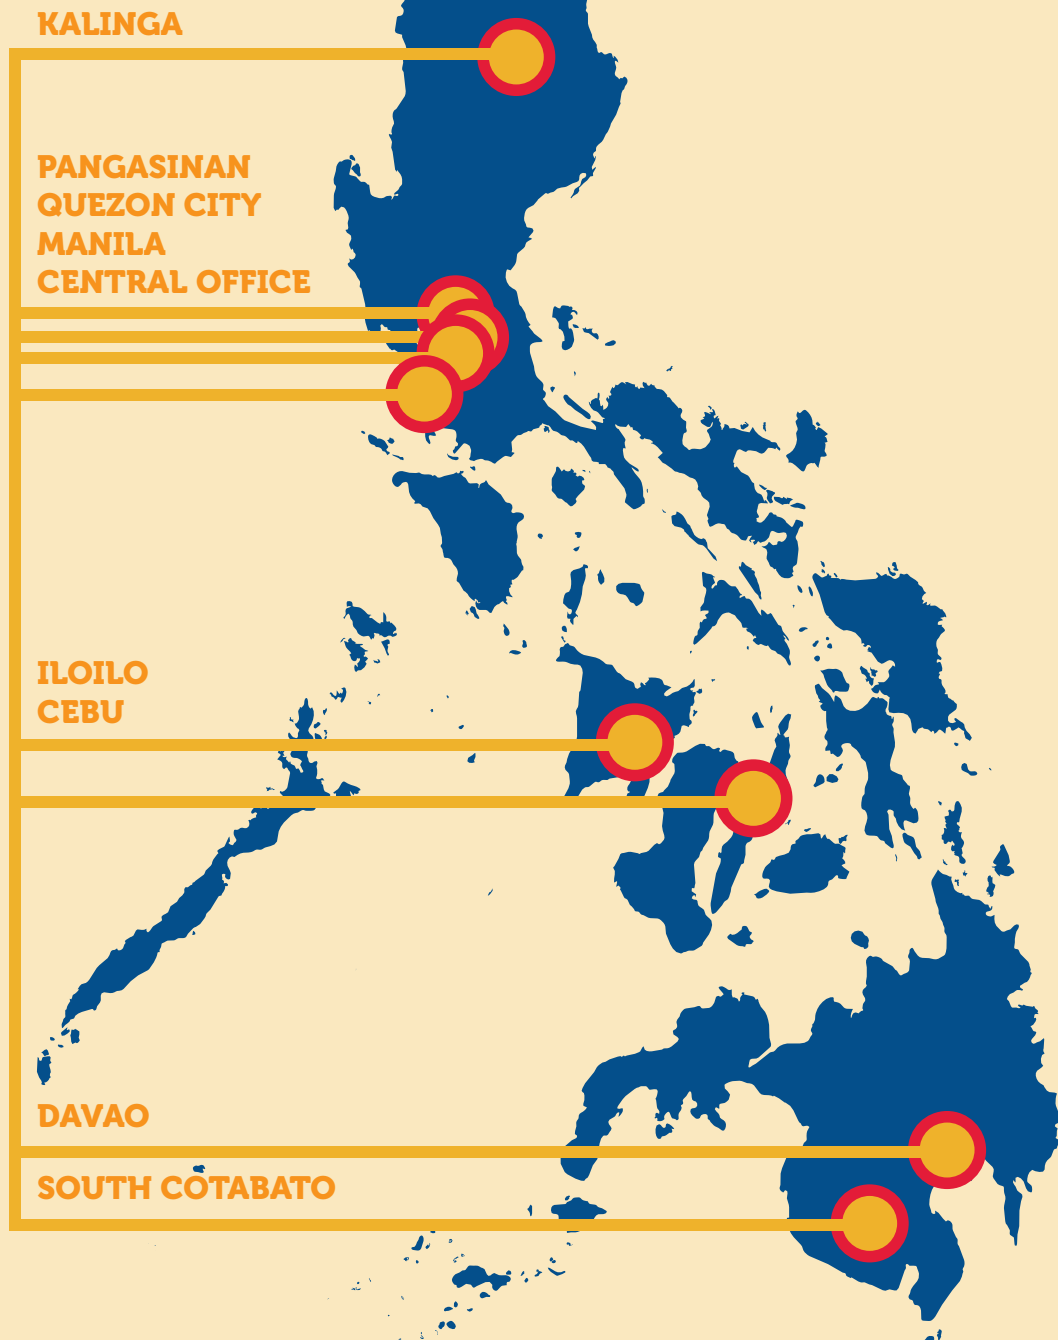 KALINGA
PANGASINAN
QUEZON CITY
MANILA
CENTRAL OFFICE
ILOILO
CEBU
DAVAO
SOUTH COTABATO